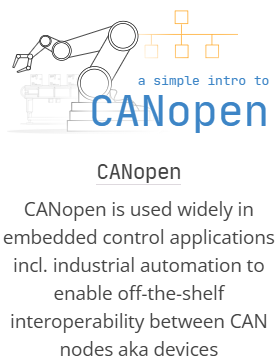 a simple intro to
CANopen
CANopen
CANopen is used widely in
embedded control applications
incl. industrial automation to
enable off-the-shelf
interoperability between CAN
nodes aka devices